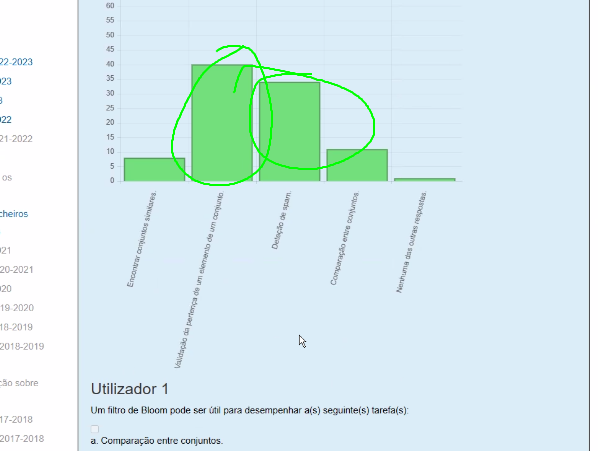 60
55
50
45
40
35
30
25
20
15
10
5
0
Encontrar conjuntos similares.
Validação da pertença de um elemento de um conjunto
Deteção de spam.
Comparação entre conjuntos.
Nenhuma das outras respostas
22-2023
023
3
022
21-2022
os
cheiros
021
20-2021
020
19-2020
18-2019
2018-2019
ção sobre
17-2018
2017-2018
Utilizador 1
Um filtro de Bloom pode ser útil para desempenhar a(s) seguinte(s) tarefa(s):
a. Comparação entre conjuntos.